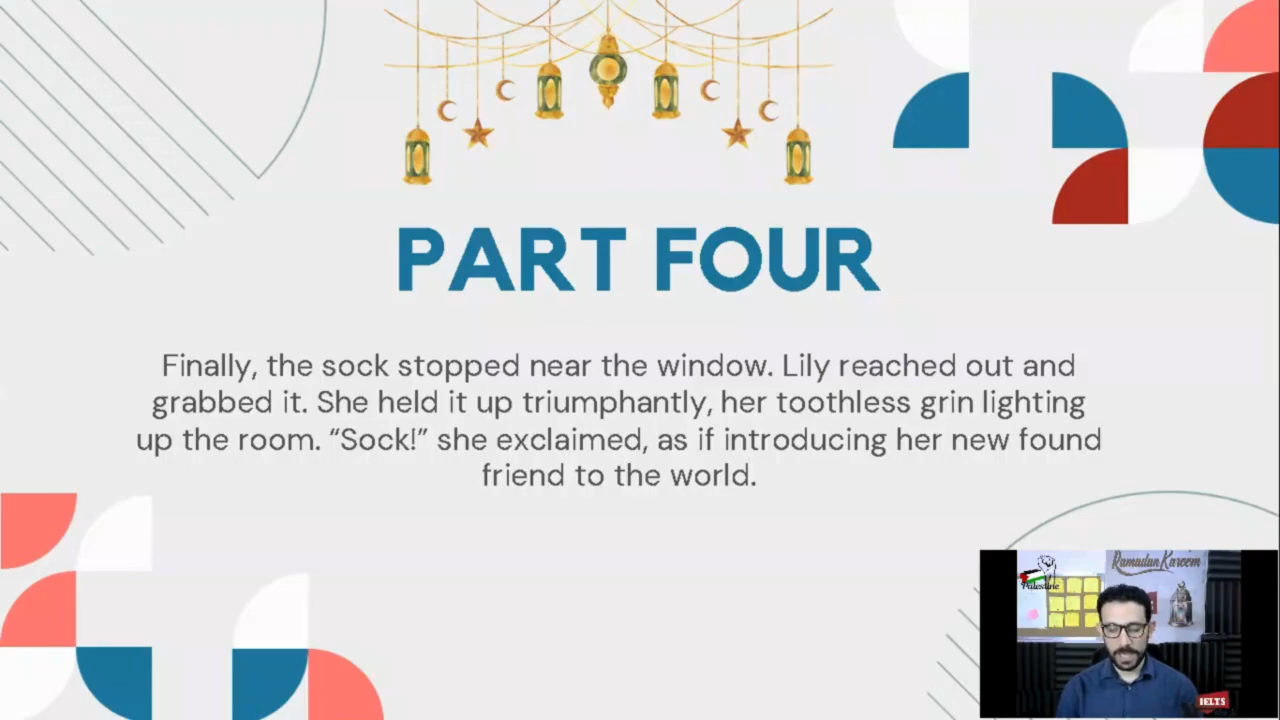 PART FOUR
Finally, the sock stopped near the window. Lily reached out and
grabbed it. She held it up triumphantly, her toothless grin lighting
up the room. “Sock!” she exclaimed, as if introducing her new found
friend to the world.
Ramadan Kareem
Palestine
IELTS